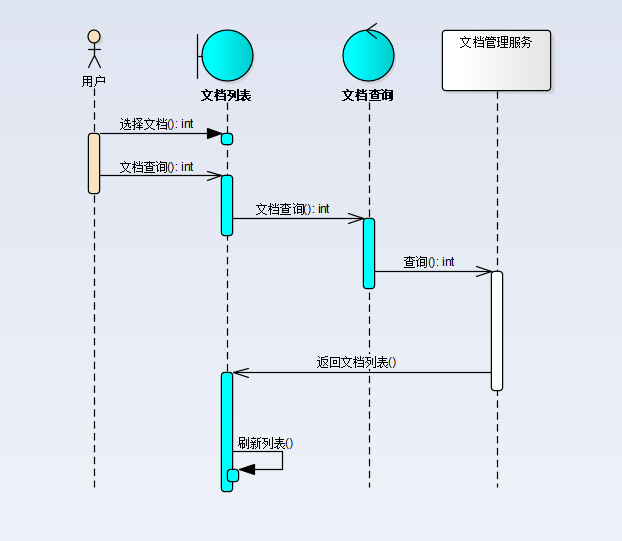 用户
文档列表
文档查询
文档管理服务
选择文档(): int
文档查询(): int
文档查询(): int
查询(): int
返回文档列表()
刷新列表()